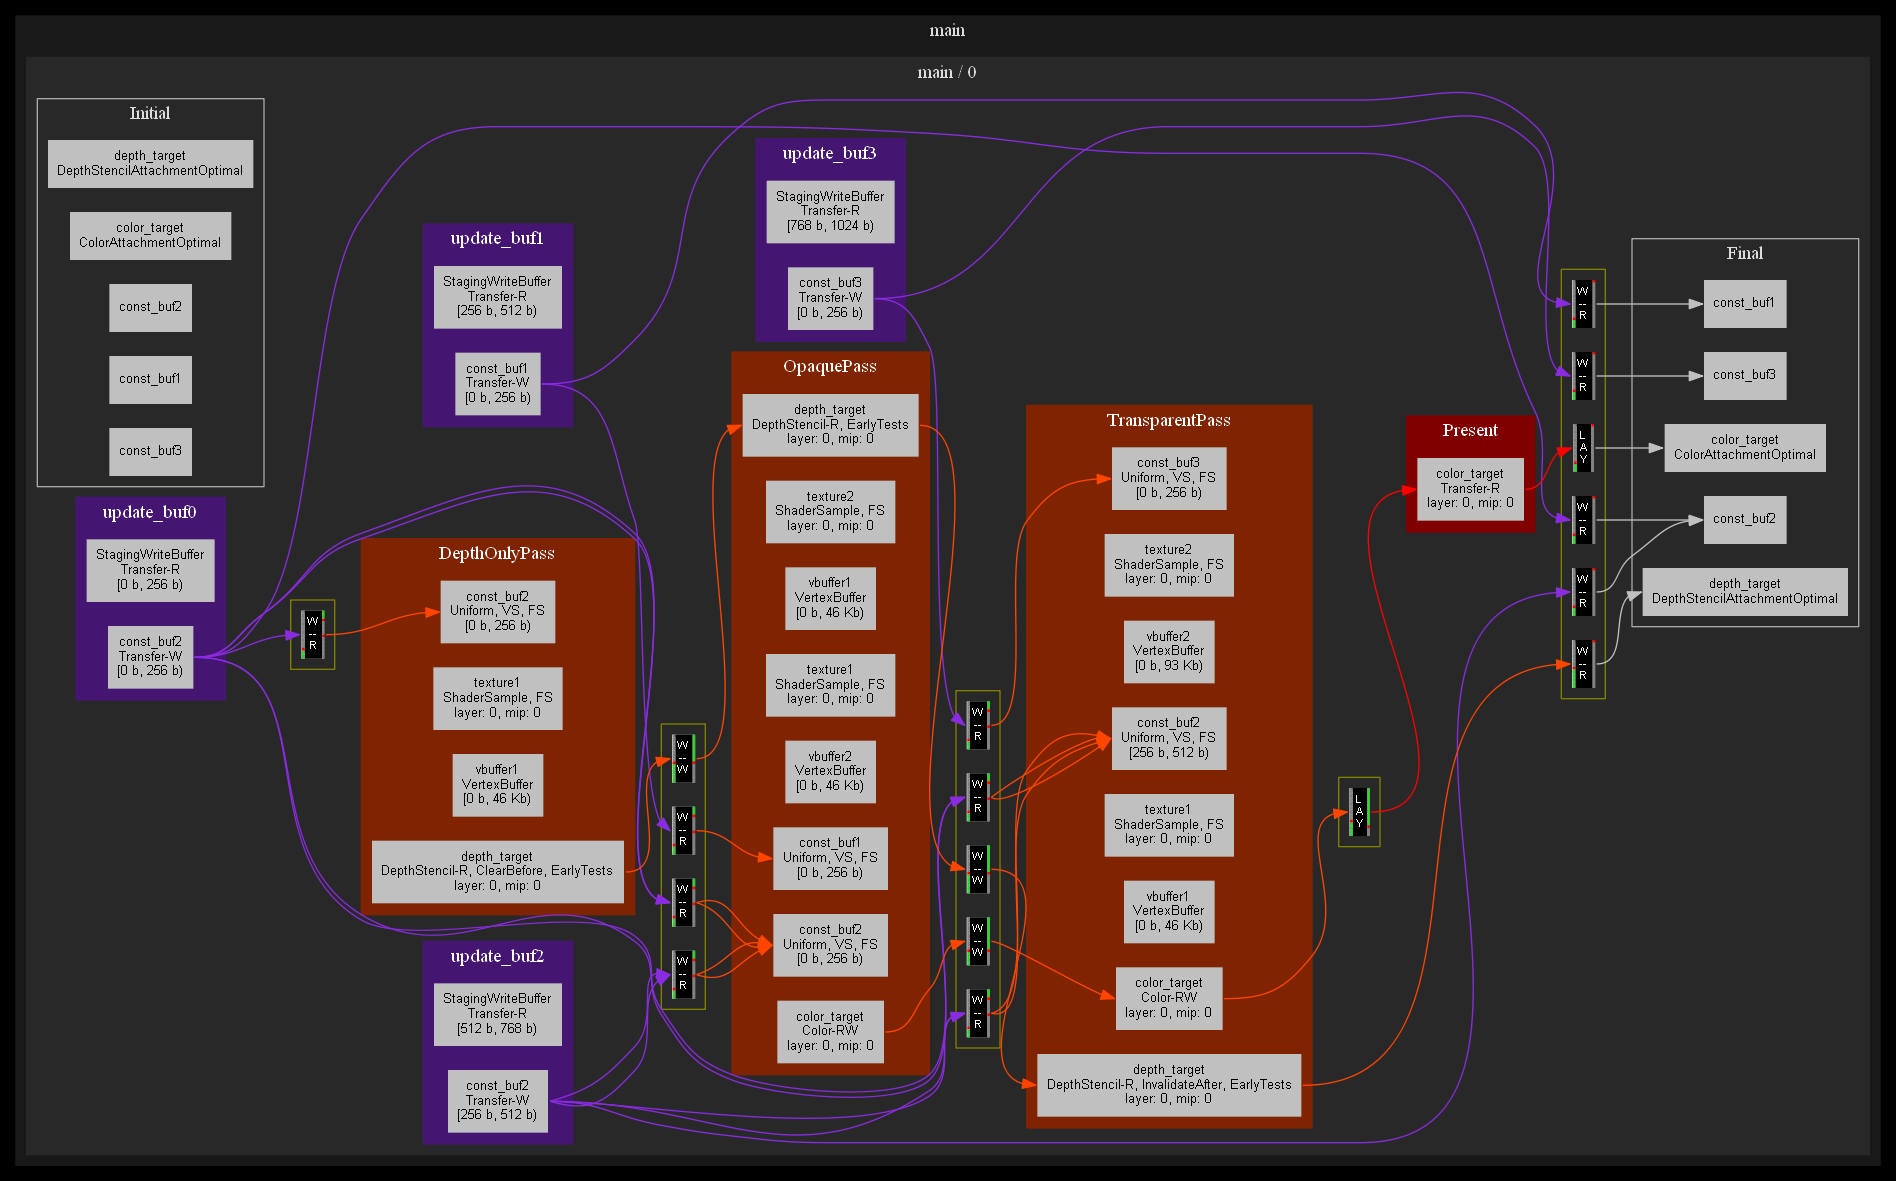 main
main / 0
Initial
depth_target
DepthStencilAttachmentOptimal
color_target
ColorAttachmentOptimal
const_buf2
const_buf1
const_buf3
update_buf0
StagingWriteBuffer
Transfer-R
[0 b, 256 b)
const_buf2
Transfer-W
[0 b, 256 b)
W
--
R
update_buf1
StagingWriteBuffer
Transfer-R
[256 b, 512 b)
const_buf1
Transfer-W
[0 b, 256 b)
DepthOnlyPass
const_buf2
Uniform, VS, FS
[0 b, 256 b)
texture1
ShaderSample, FS
layer: 0, mip: 0
vbuffer1
VertexBuffer
[0 b, 46 Kb)
depth_target
DepthStencil-R, ClearBefore, EarlyTests
layer: 0, mip: 0
update_buf2
StagingWriteBuffer
Transfer-R
[512 b, 768 b)
const_buf2
Transfer-W
[256 b, 512 b)
W
--
W
W
--
R
W
--
R
W
--
R
update_buf3
StagingWriteBuffer
Transfer-R
[768 b, 1024 b)
const_buf3
Transfer-W
[0 b, 256 b)
OpaquePass
depth_target
DepthStencil-R, EarlyTests
layer: 0, mip: 0
texture2
ShaderSample, FS
layer: 0, mip: 0
vbuffer1
VertexBuffer
[0 b, 46 Kb)
texture1
ShaderSample, FS
layer: 0, mip: 0
vbuffer2
VertexBuffer
[0 b, 46 Kb)
const_buf1
Uniform, VS, FS
[0 b, 256 b)
const_buf2
Uniform, VS, FS
[0 b, 256 b)
color_target
Color-RW
layer: 0, mip: 0
W
--
R
W
--
R
W
--
W
W
--
W
W
--
R
TransparentPass
const_buf3
Uniform, VS, FS
[0 b, 256 b)
texture2
ShaderSample, FS
layer: 0, mip: 0
vbuffer2
VertexBuffer
[0 b, 93 Kb)
const_buf2
Uniform, VS, FS
[256 b, 512 b)
texture1
ShaderSample, FS
layer: 0, mip: 0
vbuffer1
VertexBuffer
[0 b, 46 Kb)
color_target
Color-RW
layer: 0, mip: 0
depth_target
DepthStencil-R, InvalidateAfter, EarlyTests
layer: 0, mip: 0
L
A
Y
Present
color_target
Transfer-R
layer: 0, mip: 0
W
--
R
W
--
R
L
A
Y
W
--
R
W
--
R
W
--
R
Final
const_buf1
const_buf3
color_target
ColorAttachmentOptimal
const_buf2
depth_target
DepthStencilAttachmentOptimal